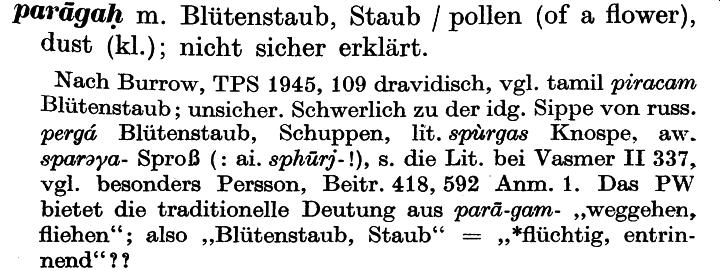 parāgaḥ m. Blütenstaub, Staub / pollen (of a flower),
dust (kl.); nicht sicher erklärt.
Nach Burrow, TPS 1945, 109 dravidisch, vgl. tamil piracam
Blütenstaub; unsicher. Schwerlich zu der idg. Sippe von russ.
pergá Blütenstaub, Schuppen, lit. spùrgas Knospe, aw.
sparəγa- Sproß (: ai. sphūrj-!), s. die Lit. bei Vasmer II 337,
vgl. besonders Persson, Beitr. 418, 592 Anm. 1. Das PW
bietet die traditionelle Deutung aus parā-gam- „weggehen,
fliehen“; also „Blütenstaub, Staub“ = „*flüchtig, entrin-
nend“??